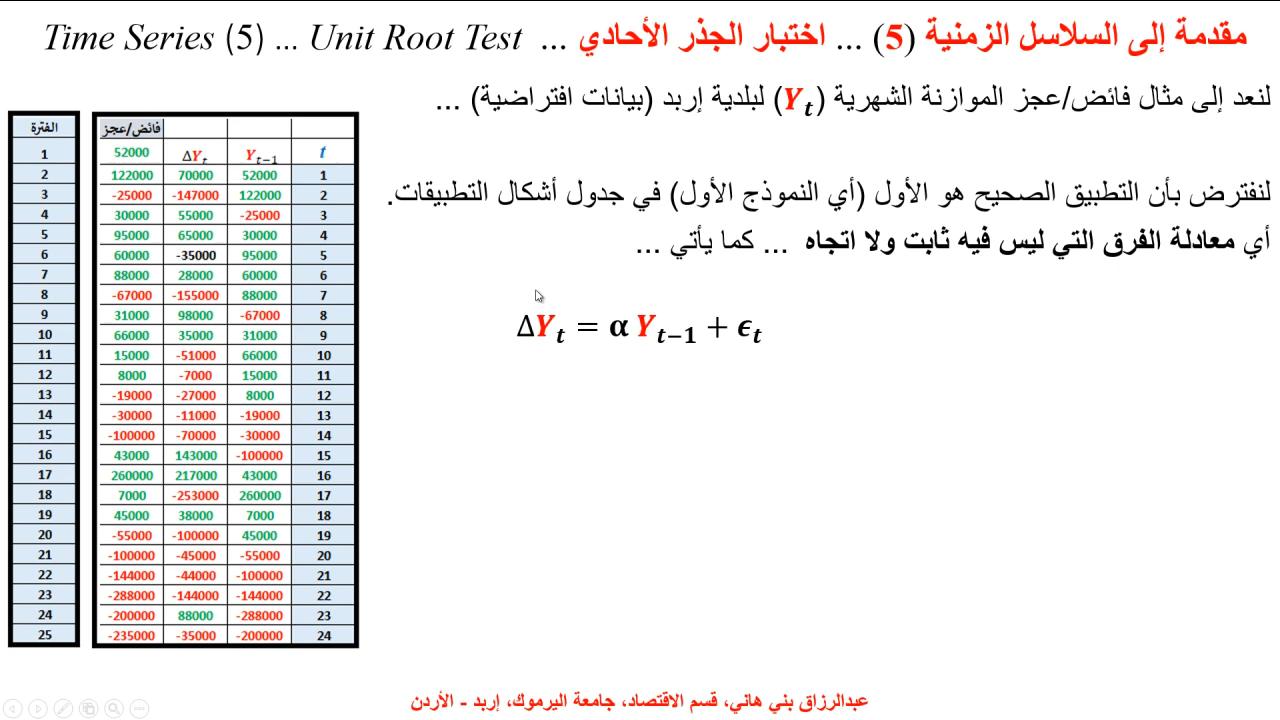 مقدمة إلى السلاسل الزمنية (5) ... اختبار الجذر الأحادي ... Time Series (5) ... Unit Root Test
لنعد إلى مثال فائض/عجز الموازنة الشهرية (Yt) لبلدية إربد (بيانات افتراضية) ...
لنفترض بأن التطبيق الصحيح هو الأول (أي النموذج الأول) في جدول أشكال التطبيقات.
أي معادلة الفرق التي ليس فيه ثابت ولا اتجاه ... كما يأتي ...
ΔYt = α Yt−1 + ϵt
الفترة فائض/عجز
1 52000 ΔYt Yt−1 t
2 122000 70000 52000 1
3 -25000 -147000 122000 2
4 30000 55000 -25000 3
5 95000 65000 30000 4
6 60000 -35000 95000 5
7 88000 28000 60000 6
8 -67000 -155000 88000 7
9 31000 98000 -67000 8
10 66000 35000 31000 9
11 15000 -51000 66000 10
12 8000 -7000 15000 11
13 -19000 -27000 8000 12
14 -30000 -11000 -19000 13
15 -100000 -70000 -30000 14
16 43000 143000 -100000 15
17 260000 217000 43000 16
18 7000 -253000 260000 17
19 45000 38000 7000 18
20 -55000 -100000 45000 19
21 -100000 -45000 -55000 20
22 -144000 -44000 -100000 21
23 -288000 -144000 -144000 22
24 -200000 88000 -288000 23
25 -235000 -35000 -200000 24
عبدالرزاق بني هاني، قسم الاقتصاد، جامعة اليرموك، إربد - الأردن